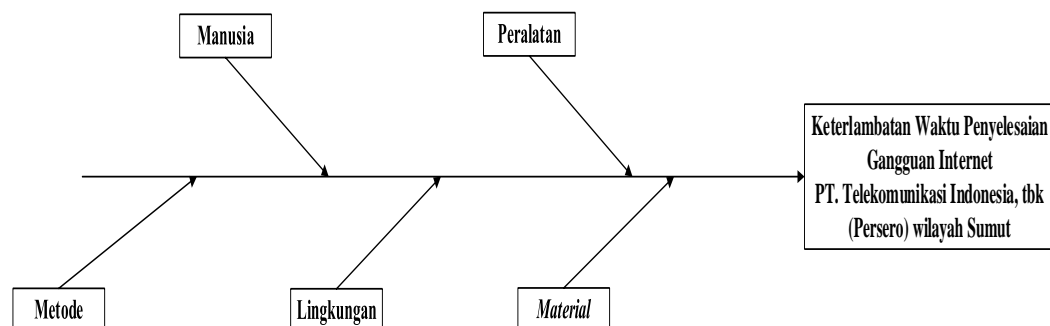 Manusia
Peralatan
Keterlambatan Waktu Penyelesaian
Gangguan Internet
PT. Telekomunikasi Indonesia, tbk
(Persero) wilayah Sumut
Metode
Lingkungan
Material